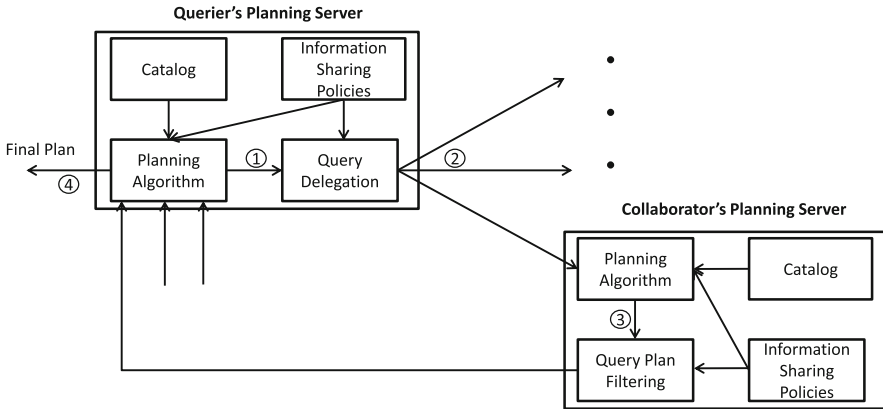 Querier's Planning Server
Catalog
Information
Sharing
Policies
Final Plan
Planning
Algorithm
1
Query
Delegation
2
4
Collaborator's Planning Server
Planning
Algorithm
Catalog
3
Query Plan
Filtering
Information
Sharing
Policies